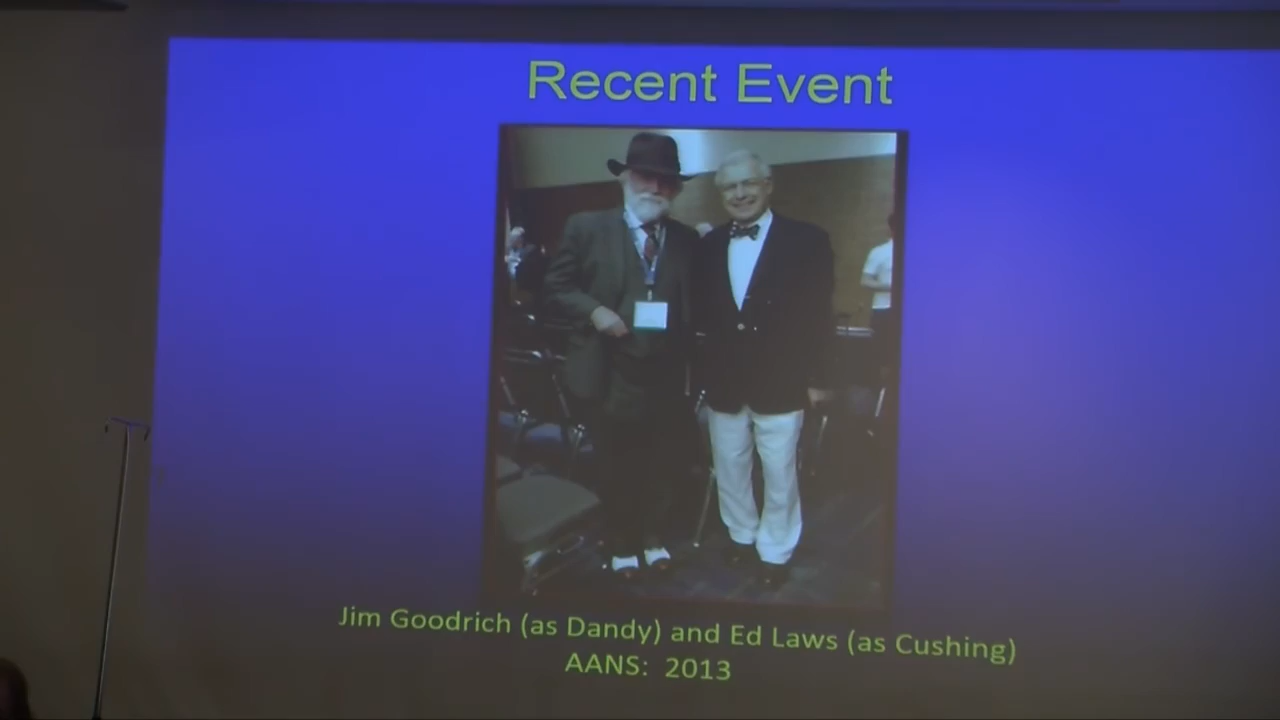 Recent Event
Jim Goodrich (as Dandy) and Ed Laws (as Cushing)
AANS: 2013